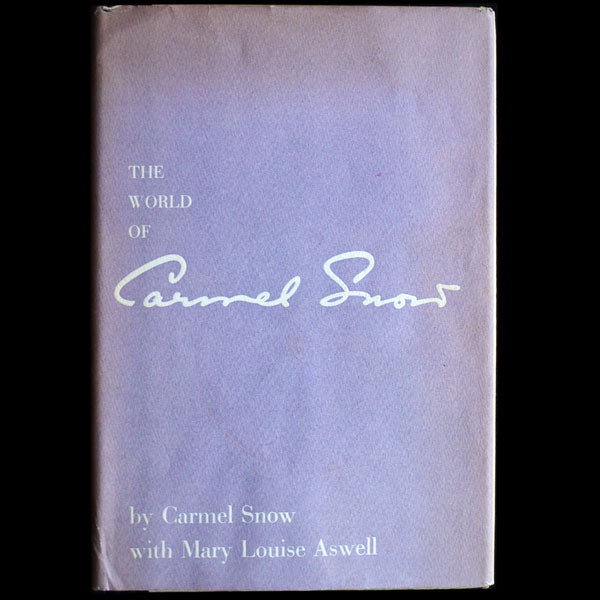 THE
WORLD
OF
Carmel Snow
by Carmel Snow
with Mary Louise Aswell